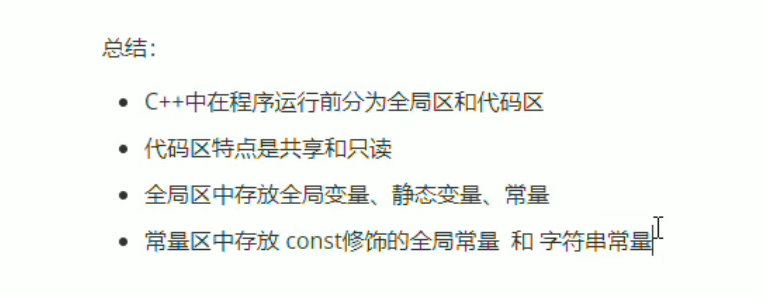 总结：
C++中在程序运行前分为全局区和代码区
代码区特点是共享和只读
全局区中存放全局变量、静态变量、常量
常量区中存放 const修饰的全局常量 和 字符串常量